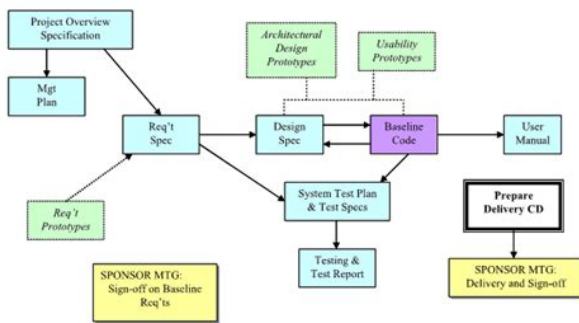 Project Overview
Specification
Architectural
Design
Prototypes
Usability
Prototypes
Mgt
Plan
Req't
Spec
Design
Spec
Baseline
Code
User
Manual
System Test Plan
& Test Specs
Prepare
Delivery CD
Req't
Prototypes
Testing &
Test Report
SPONSOR MTG:
Sign-off on Baseline
Req'ts
SPONSOR MTG:
Delivery and Sign-off